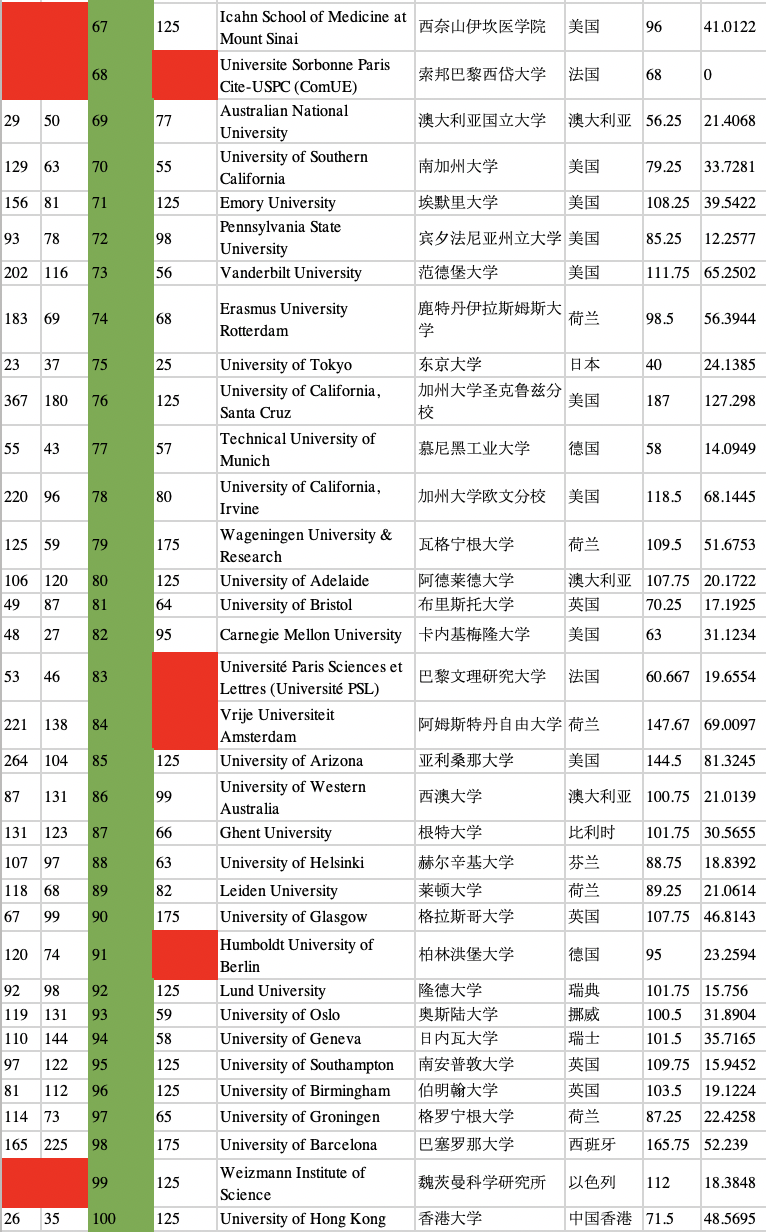 67 125 Icahn School of Medicine at Mount Sinai 西奈山伊坎医学院 美国 96 41.0122
68 Universite Sorbonne Paris Cite-USPC (ComUE) 索邦巴黎西岱大学 法国 68 0
29 50 69 77 Australian National University 澳大利亚国立大学 澳大利亚 56.25 21.4068
129 63 70 55 University of Southern California 南加州大学 美国 79.25 33.7281
156 81 71 125 Emory University 埃默里大学 美国 108.25 39.5422
93 78 72 98 Pennsylvania State University 宾夕法尼亚州立大学 美国 85.25 12.2577
202 116 73 56 Vanderbilt University 范德堡大学 美国 111.75 65.2502
183 69 74 68 Erasmus University Rotterdam 鹿特丹伊拉斯姆斯大学 荷兰 98.5 56.3944
23 37 75 25 University of Tokyo 东京大学 日本 40 24.1385
367 180 76 125 University of California, Santa Cruz 加州大学圣克鲁兹分校 美国 187 127.298
55 43 77 57 Technical University of Munich 慕尼黑工业大学 德国 58 14.0949
220 96 78 80 University of California, Irvine 加州大学欧文分校 美国 118.5 68.1445
125 59 79 175 Wageningen University & Research 瓦格宁根大学 荷兰 109.5 51.6753
106 120 80 125 University of Adelaide 阿德莱德大学 澳大利亚 107.75 20.1722
49 87 81 64 University of Bristol 布里斯托大学 英国 70.25 17.1925
48 27 82 95 Carnegie Mellon University 卡内基梅隆大学 美国 63 31.1234
53 46 83 Université Paris Sciences et Lettres (Université PSL) 巴黎文理研究大学 法国 60.667 19.6554
221 138 84 Vrije Universiteit Amsterdam 阿姆斯特丹自由大学 荷兰 147.67 69.0097
264 104 85 125 University of Arizona 亚利桑那大学 美国 144.5 81.3245
87 131 86 99 University of Western Australia 西澳大学 澳大利亚 100.75 21.0139
131 123 87 66 Ghent University 根特大学 比利时 101.75 30.5655
107 97 88 63 University of Helsinki 赫尔辛基大学 芬兰 88.75 18.8392
118 68 89 82 Leiden University 莱顿大学 荷兰 89.25 21.0614
67 99 90 175 University of Glasgow 格拉斯哥大学 英国 107.75 46.8143
120 74 91 Humboldt University of Berlin 柏林洪堡大学 德国 95 23.2594
92 98 92 125 Lund University 隆德大学 瑞典 101.75 15.756
119 131 93 59 University of Oslo 奥斯陆大学 挪威 100.5 31.8904
110 144 94 58 University of Geneva 日内瓦大学 瑞士 101.5 35.7165
97 122 95 125 University of Southampton 南安普敦大学 英国 109.75 15.9452
81 112 96 125 University of Birmingham 伯明翰大学 英国 103.5 19.1224
114 73 97 65 University of Groningen 格罗宁根大学 荷兰 87.25 22.4258
165 225 98 175 University of Barcelona 巴塞罗那大学 西班牙 165.75 52.239
99 125 Weizmann Institute of Science 魏茨曼科学研究所 以色列 112 18.3848
26 35 100 125 University of Hong Kong 香港大学 中国香港 71.5 48.5695